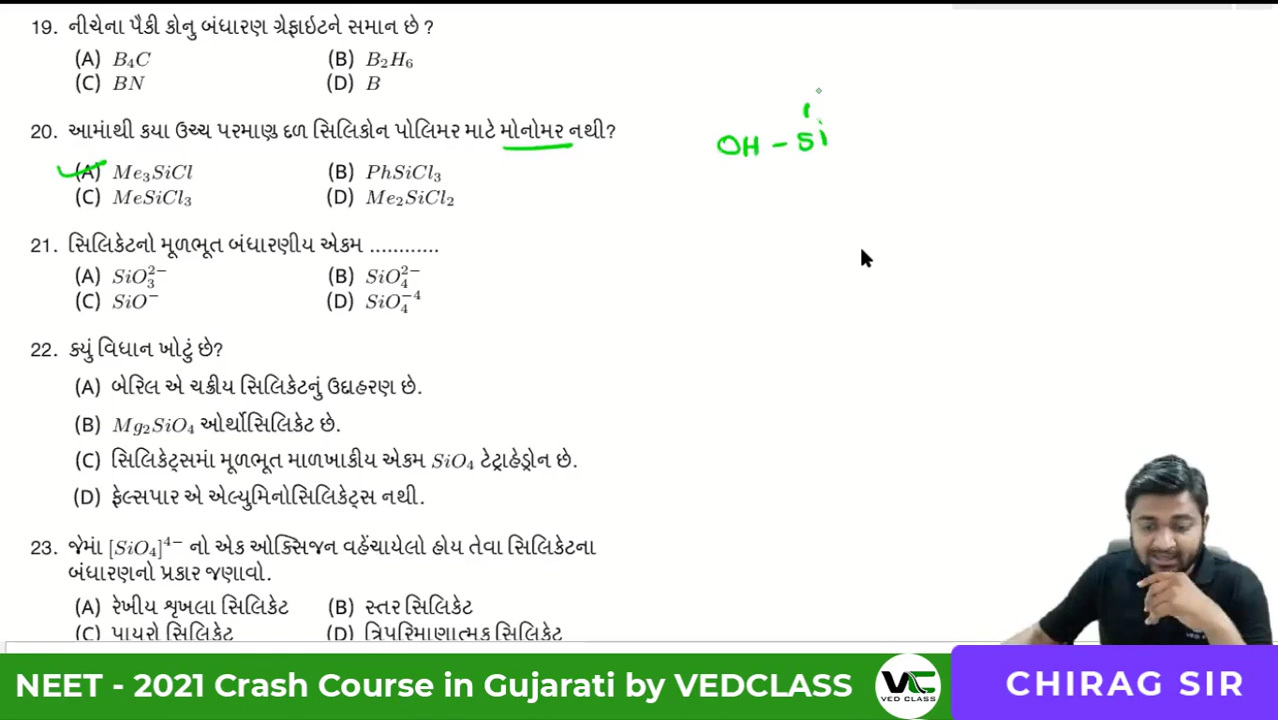 19. નીચેના પૈકી કોનુ બંધારણ ગ્રેફાઇટને સમાન છે ?
(A) B₄C (B) B₂H₆
(C) BN (D) B
20. આમાંથી કયા ઉચ્ચ પરમાણુ દળ સિલિકોન પોલિમર માટે મોનોમર નથી?
(A) Me₃SiCl (B) PhSiCl₃
(C) MeSiCl₃ (D) Me₂SiCl₂
OH – Si
21. સિલિકેટનો મૂળભૂત બંધારણીય એકમ ............
(A) SiO₃²⁻ (B) SiO₄²⁻
(C) SiO⁻ (D) SiO₄⁻⁴
22. ક્યું વિધાન ખોટું છે?
(A) બેરિલ એ ચક્રીય સિલિકેટનું ઉદાહરણ છે.
(B) Mg₂SiO₄ ઓર્થોસિલિકેટ છે.
(C) સિલિકેટ્સમાં મૂળભૂત માળખાકીય એકમ SiO₄ ટેટ્રાહેડ્રોન છે.
(D) ફેલ્સપાર એ એલ્યુમિનોસિલિકેટ્સ નથી.
23. જેમાં [SiO₄]⁴⁻ નો એક ઓક્સિજન વહેંચાયેલો હોય તેવા સિલિકેટના
બંધારણનો પ્રકાર જણાવો.
(A) રેખીય શૃખલા સિલિકેટ (B) સ્તર સિલિકેટ
(C) પાયરો સિલિકેટ (D) ત્રિપરિમાણાત્મક સિલિકેટ
NEET - 2021 Crash Course in Gujarati by VEDCLASS
VC
VED CLASS
CHIRAG SIR